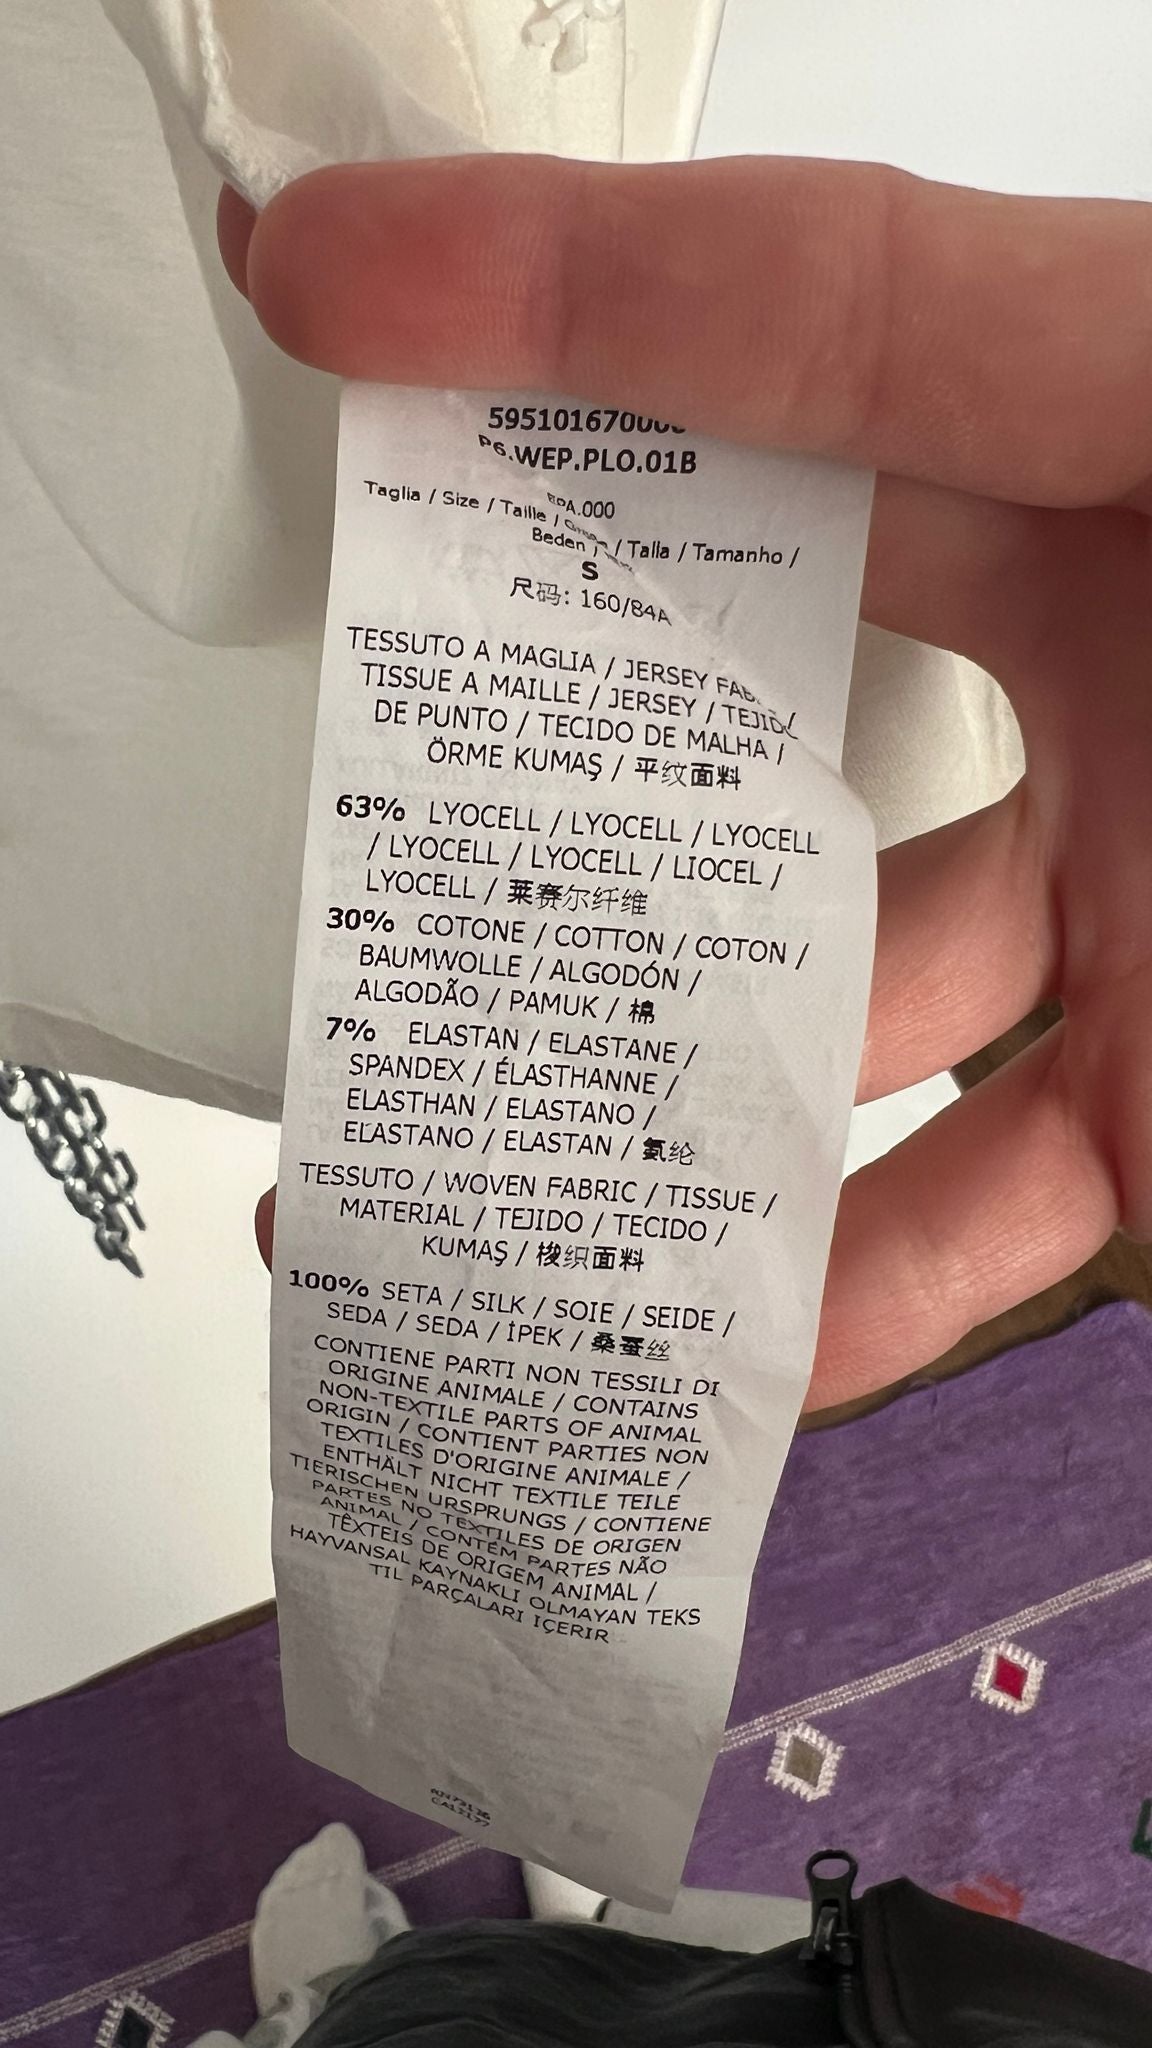 595101670000
P6.WEP.PLO.01B
.000
Taglia / Size / Taille / / Talla / Tamanho /
Beden /
S
尺码: 160/84A
TESSUTO A MAGLIA / JERSEY
TISSUE A MAILLE / JERSEY / TEJIDO
DE PUNTO / TECIDO DE MALHA /
ÖRME KUMAŞ / 平纹面料
63% LYOCELL / LYOCELL / LYOCELL
/ LYOCELL / LYOCELL / LIOCEL /
LYOCELL / 莱赛尔纤维
30% COTONE / COTTON / COTON /
BAUMWOLLE / ALGODÓN /
ALGODÃO / PAMUK / 棉
7% ELASTAN / ELASTANE /
SPANDEX / ÉLASTHANNE /
ELASTHAN / ELASTANO /
ELASTANO / ELASTAN / 氨纶
TESSUTO / WOVEN FABRIC / TISSUE /
MATERIAL / TEJIDO / TECIDO /
KUMAŞ / 梭织面料
100% SETA / SILK / SOIE / SEIDE /
SEDA / SEDA / İPEK / 桑蚕丝
CONTIENE PARTI NON TESSILI DI
ORIGINE ANIMALE / CONTAINS
NON-TEXTILE PARTS OF ANIMAL
ORIGIN / CONTIENT PARTIES NON
TEXTILES D'ORIGINE ANIMALE /
ENTHÄLT NICHT TEXTILE TEILE
TIERISCHEN URSPRUNGS / CONTIENE
PARTES NO TEXTILES DE ORIGEN
ANIMAL / CONTÉM PARTES NÃO
TÊXTEIS DE ORIGEM ANIMAL /
HAYVANSAL KAYNAKLI OLMAYAN TEKS
TIL PARÇALARI IÇERIR